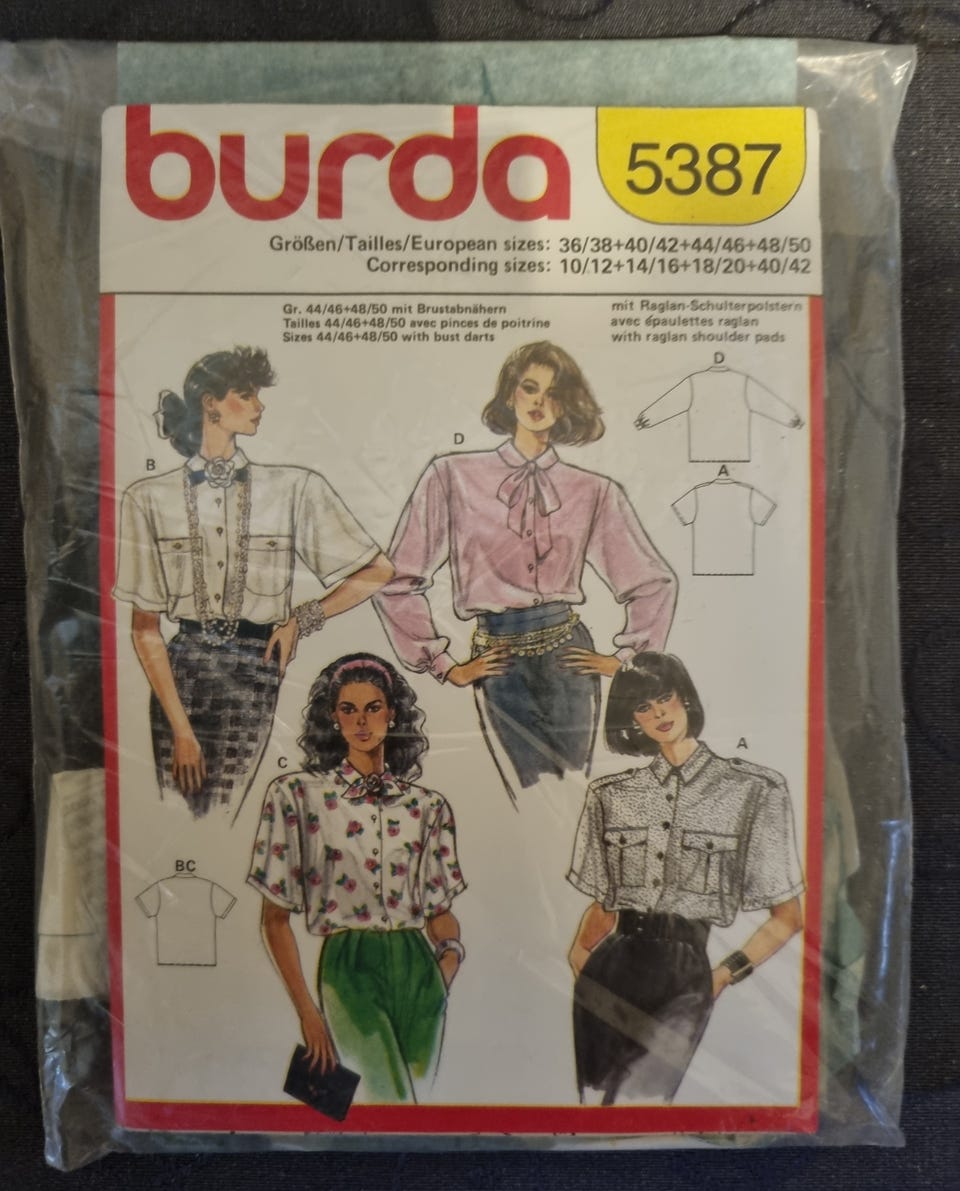 burda
5387
Größen/Tailles/European sizes: 36/38+40/42+44/46+48/50
Corresponding sizes: 10/12+14/16+18/20+40/42
Gr. 44/46+48/50 mit Brustabnähern
Tailles 44/46+48/50 avec pinces de poitrine
Sizes 44/46+48/50 with bust darts
mit Raglan-Schulterpolstern
avec épaulettes raglan
with raglan shoulder pads
D
D
B
A
A
C
BC